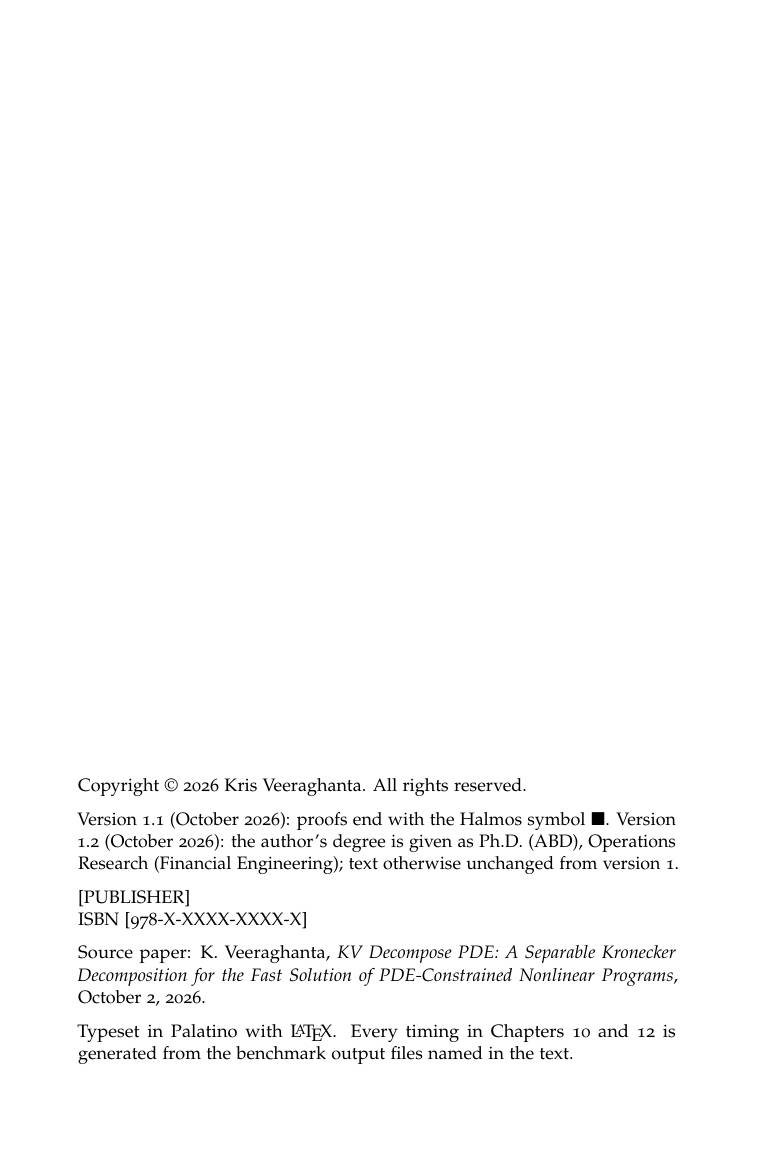 Copyright © 2026 Kris Veeraghanta. All rights reserved.
Version 1.1 (October 2026): proofs end with the Halmos symbol ■. Version
1.2 (October 2026): the author's degree is given as Ph.D. (ABD), Operations
Research (Financial Engineering); text otherwise unchanged from version 1.
[PUBLISHER]
ISBN [978-X-XXXX-XXXX-X]
Source paper: K. Veeraghanta, KV Decompose PDE: A Separable Kronecker
Decomposition for the Fast Solution of PDE-Constrained Nonlinear Programs,
October 2, 2026.
Typeset in Palatino with LATEX. Every timing in Chapters 10 and 12 is
generated from the benchmark output files named in the text.